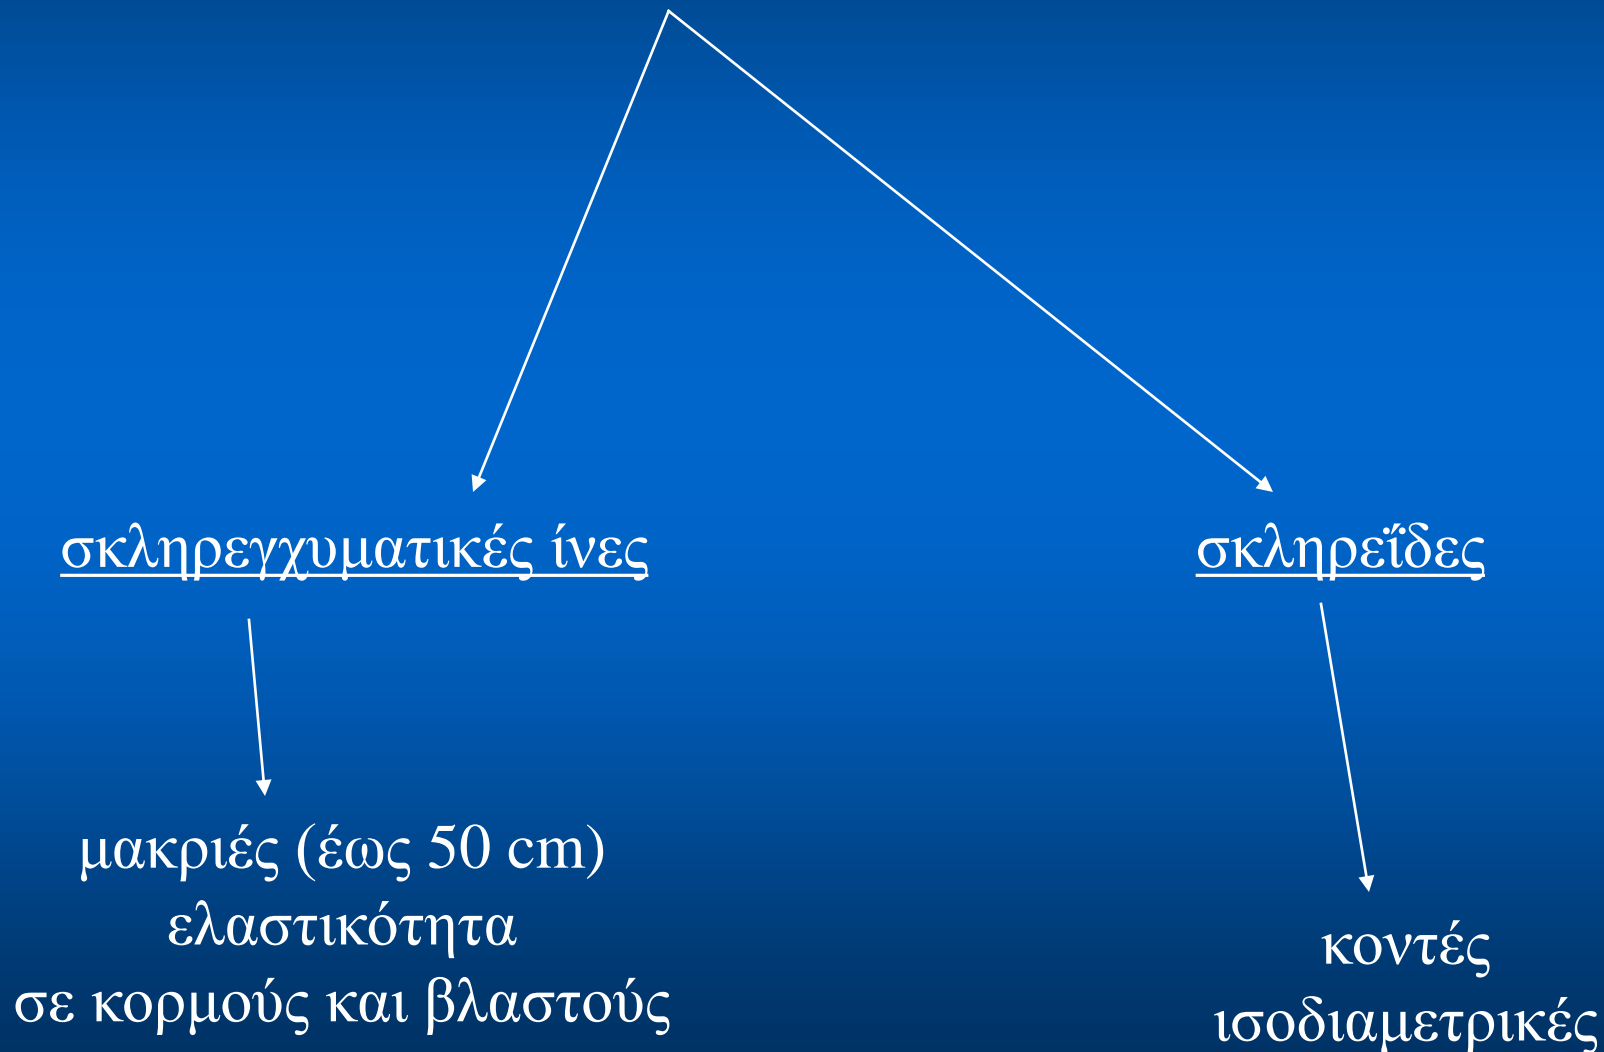 σκληρεγχυματικές ίνες
σκληρεΐδες
μακριές (έως 50 cm)
ελαστικότητα
σε κορμούς και βλαστούς
κοντές
ισοδιαμετρικές